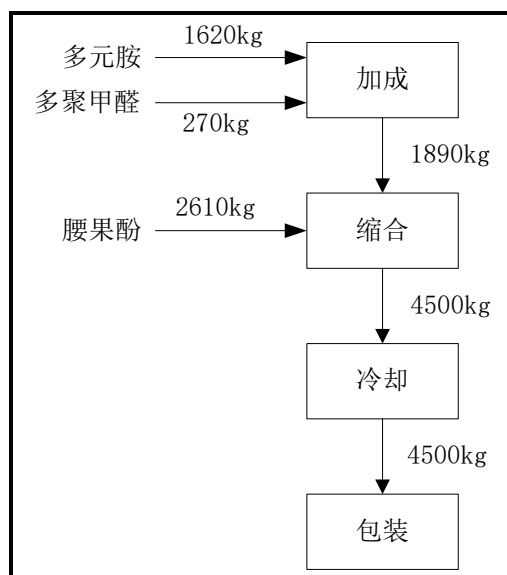 1620kg
多元胺
加成
多聚甲醛
270kg
1890kg
2610kg
腰果酚
缩合
4500kg
冷却
4500kg
包装